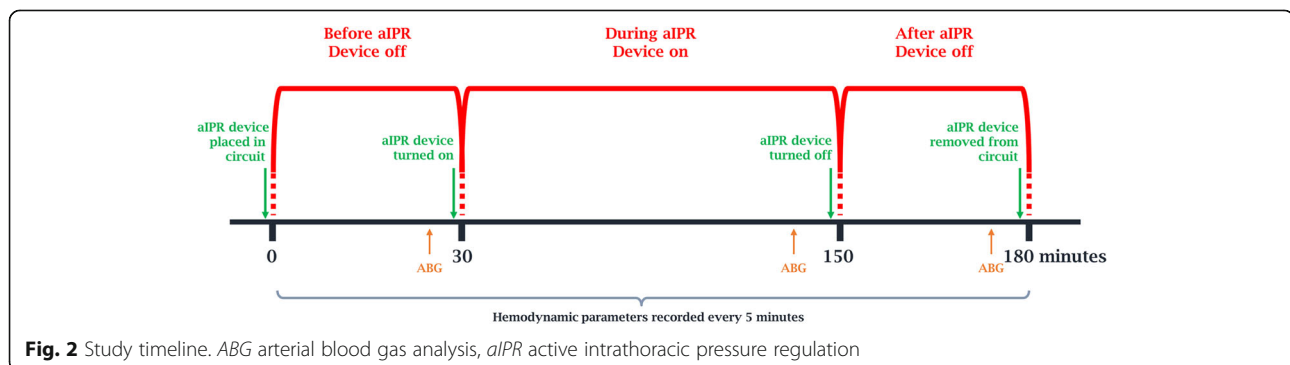 Before aIPR
Device off
During aIPR
Device on
After aIPR
Device off
aIPR device
placed in
circuit
aIPR device
turned on
aIPR device
turned off
aIPR device
removed from
circuit
0
30
150
180 minutes
ABG
ABG
ABG
Hemodynamic parameters recorded every 5 minutes
Fig. 2 Study timeline. ABG arterial blood gas analysis, aIPR active intrathoracic pressure regulation